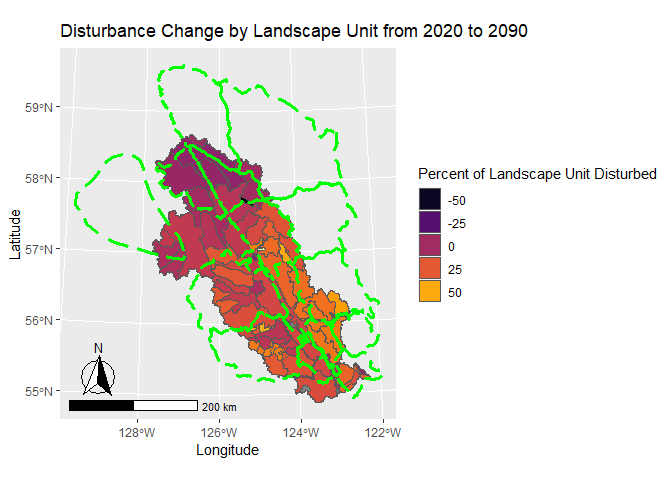 Disturbance Change by Landscape Unit from 2020 to 2090
59°N
58°N
57°N
56°N
55°N
Latitude
N
200 km
128°W
126°W
124°W
122°W
Longitude
Percent of Landscape Unit Disturbed
-50
-25
0
25
50